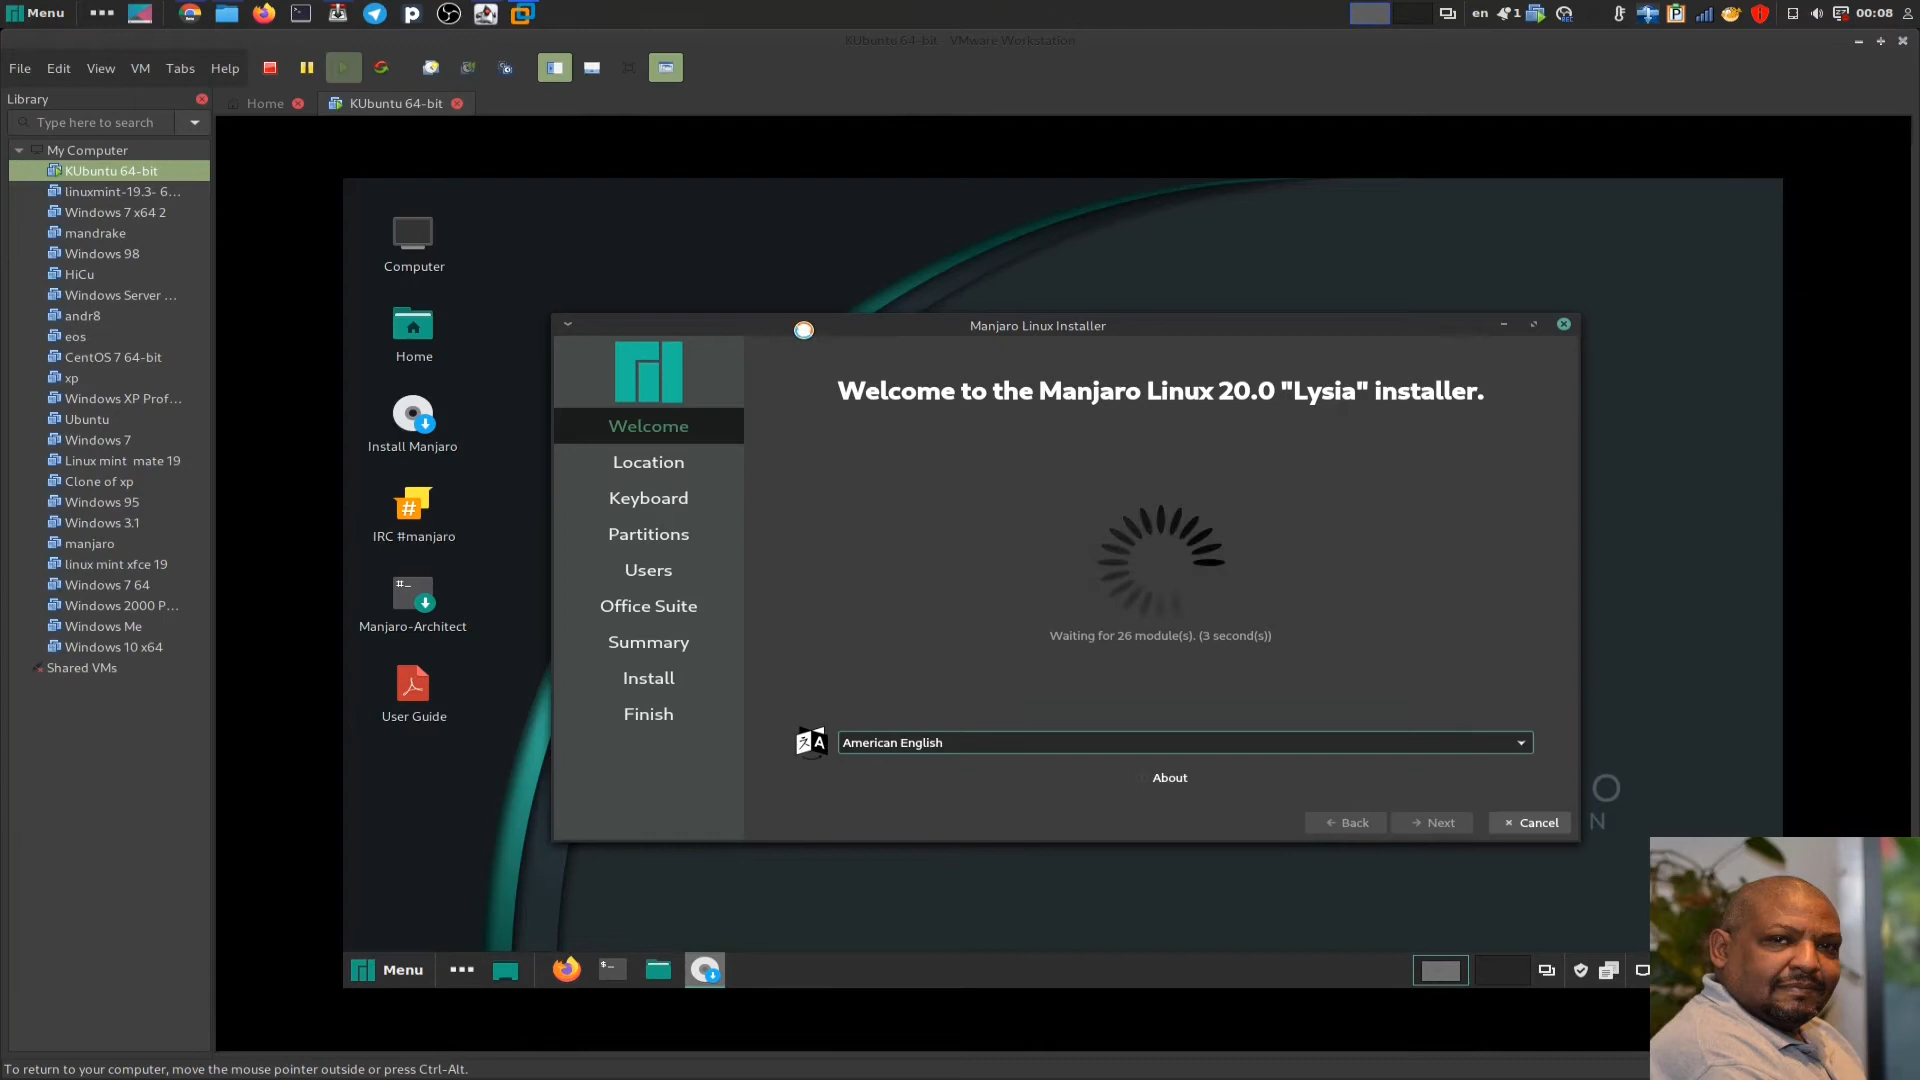 Menu
en
1
00:08
KUbuntu 64-bit - VMware Workstation
File Edit View VM Tabs Help
Library
Home
KUbuntu 64-bit
Type here to search
My Computer
KUbuntu 64-bit
linuxmint-19.3- 6...
Windows 7 x64 2
mandrake
Windows 98
HiCu
Windows Server ...
andr8
eos
CentOS 7 64-bit
xp
Windows XP Prof...
Ubuntu
Windows 7
Linux mint mate 19
Clone of xp
Windows 95
Windows 3.1
manjaro
linux mint xfce 19
Windows 7 64
Windows 2000 P...
Windows Me
Windows 10 x64
Shared VMs
Computer
Home
Install Manjaro
IRC #manjaro
Manjaro-Architect
User Guide
Manjaro Linux Installer
Welcome
Location
Keyboard
Partitions
Users
Office Suite
Summary
Install
Finish
Welcome to the Manjaro Linux 20.0 "Lysia" installer.
Waiting for 26 module(s). (3 second(s))
American English
About
Back
Next
Cancel
O
N
Menu
To return to your computer, move the mouse pointer outside or press Ctrl-Alt.